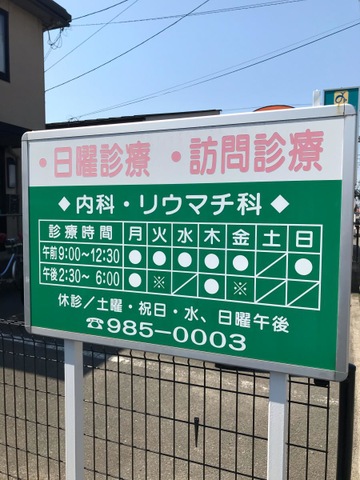 ・日曜診療 ・訪問診療
◆内科・リウマチ科◆
診療時間 月 火 水 木 金 土 日
午前9:00〜12:30 ● ● ● ● ● ／ ●
午後2:30〜 6:00 ● ※ ／ ● ※ ／ ／
休診／土曜・祝日・水、日曜午後
☎985-0003